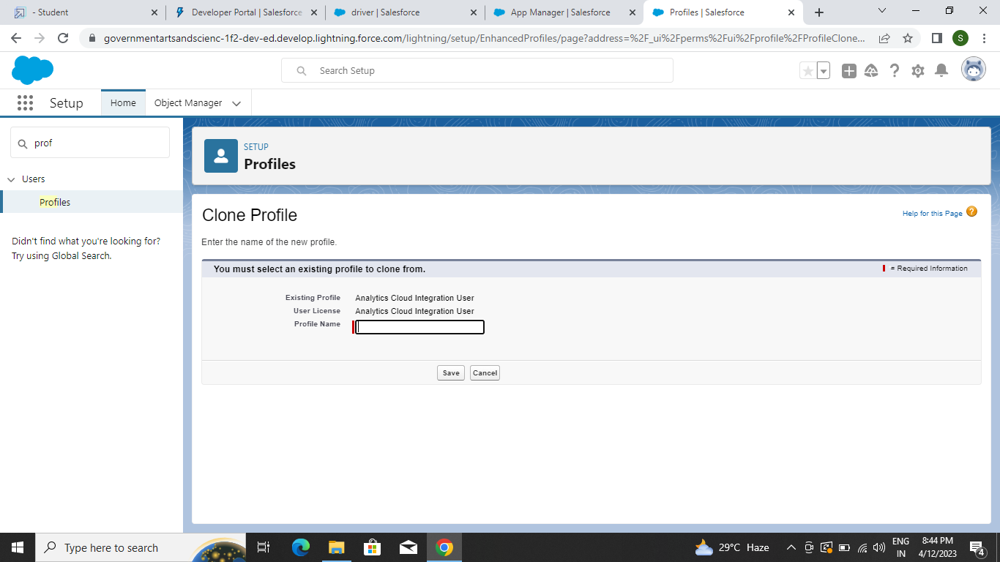 - Student
Developer Portal | Salesforce
driver | Salesforce
App Manager | Salesforce
Profiles | Salesforce
governmentartsandscienc-1f2-dev-ed.develop.lightning.force.com/lightning/setup/EnhancedProfiles/page?address=%2F_ui%2Fperms%2Fui%2Fprofile%2FProfileClone...
S
Search Setup
Setup
Home
Object Manager
prof
Users
Profiles
Didn't find what you're looking for?
Try using Global Search.
SETUP
Profiles
Clone Profile
Help for this Page ?
Enter the name of the new profile.
You must select an existing profile to clone from.
= Required Information
Existing Profile Analytics Cloud Integration User
User License Analytics Cloud Integration User
Profile Name
Save Cancel
Type here to search
29°C Haze
ENG
IN
8:44 PM
4/12/2023
4